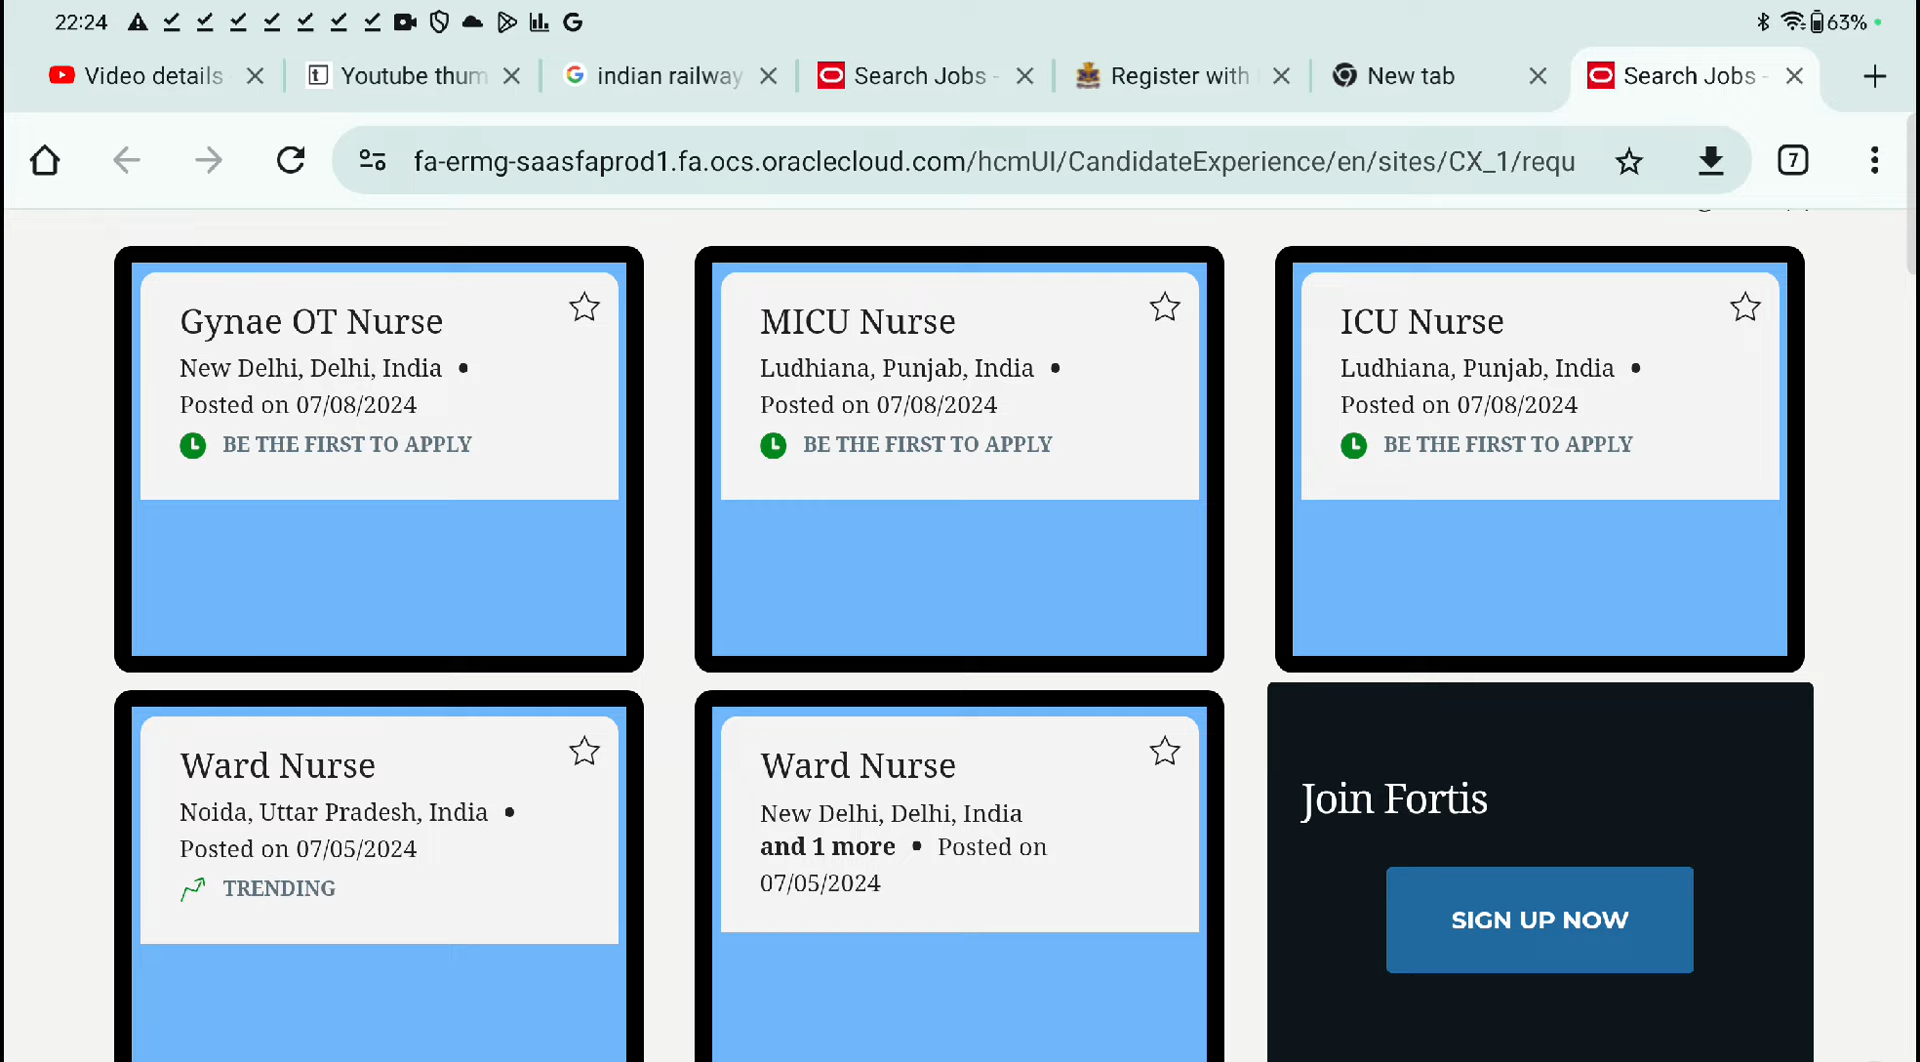 22:24
63%
Video details
Youtube thum
indian railway
Search Jobs -
Register with
New tab
Search Jobs -
fa-ermg-saasfaprod1.fa.ocs.oraclecloud.com/hcmUI/CandidateExperience/en/sites/CX_1/requ
7
Gynae OT Nurse
New Delhi, Delhi, India •
Posted on 07/08/2024
BE THE FIRST TO APPLY
MICU Nurse
Ludhiana, Punjab, India •
Posted on 07/08/2024
BE THE FIRST TO APPLY
ICU Nurse
Ludhiana, Punjab, India •
Posted on 07/08/2024
BE THE FIRST TO APPLY
Ward Nurse
Noida, Uttar Pradesh, India •
Posted on 07/05/2024
TRENDING
Ward Nurse
New Delhi, Delhi, India
and 1 more • Posted on
07/05/2024
Join Fortis
SIGN UP NOW